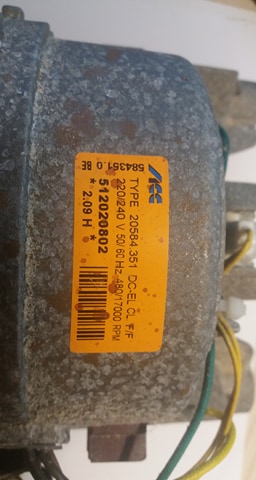 ACC
584351.0 BE
TYPE 20584.351 DC-EL CL 'F/F
220/240 V 50/60 Hz 480/17000 RPM
512020802
* 2.09 H *